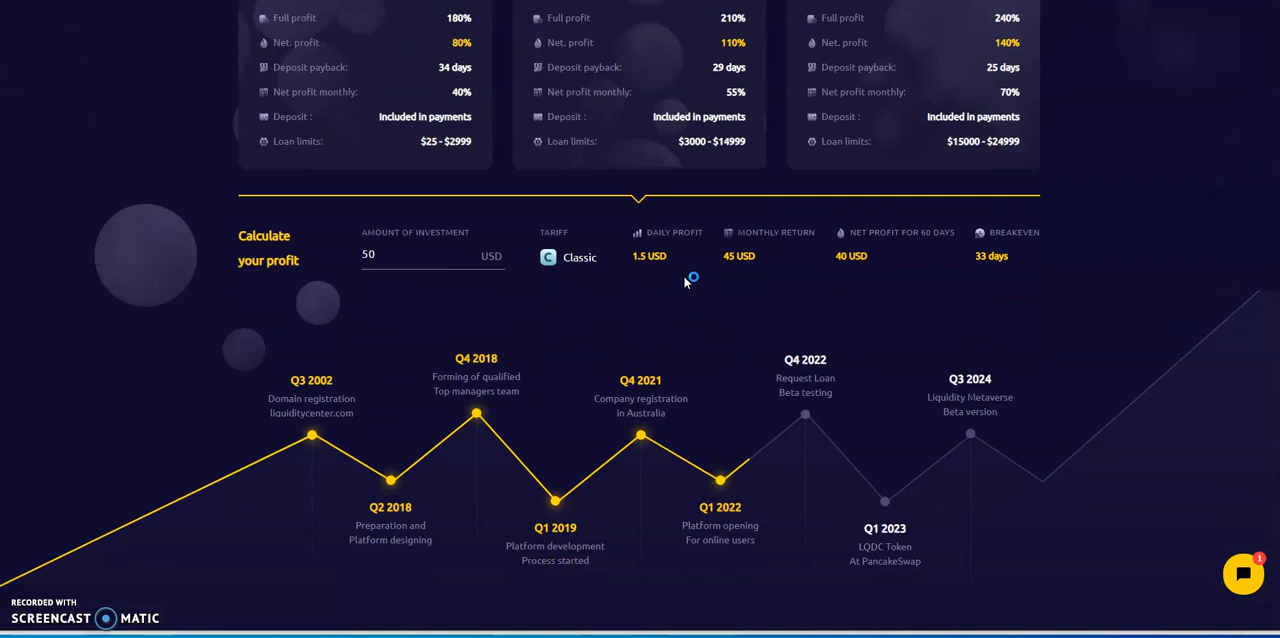 Full profit 180%
Net. profit 80%
Deposit payback: 34 days
Net profit monthly: 40%
Deposit : Included in payments
Loan limits: $25 - $2999
Full profit 210%
Net. profit 110%
Deposit payback: 29 days
Net profit monthly: 55%
Deposit : Included in payments
Loan limits: $3000 - $14999
Full profit 240%
Net. profit 140%
Deposit payback: 25 days
Net profit monthly: 70%
Deposit : Included in payments
Loan limits: $15000 - $24999
Calculate
your profit
AMOUNT OF INVESTMENT
50 USD
TARIFF
C Classic
DAILY PROFIT
1.5 USD
MONTHLY RETURN
45 USD
NET PROFIT FOR 60 DAYS
40 USD
BREAKEVEN
33 days
Q3 2002
Domain registration
liquiditycenter.com
Q2 2018
Preparation and
Platform designing
Q4 2018
Forming of qualified
Top managers team
Q1 2019
Platform development
Process started
Q4 2021
Company registration
in Australia
Q1 2022
Platform opening
For online users
Q4 2022
Request Loan
Beta testing
Q1 2023
LQDC Token
At PancakeSwap
Q3 2024
Liquidity Metaverse
Beta version
1
RECORDED WITH
SCREENCAST MATIC